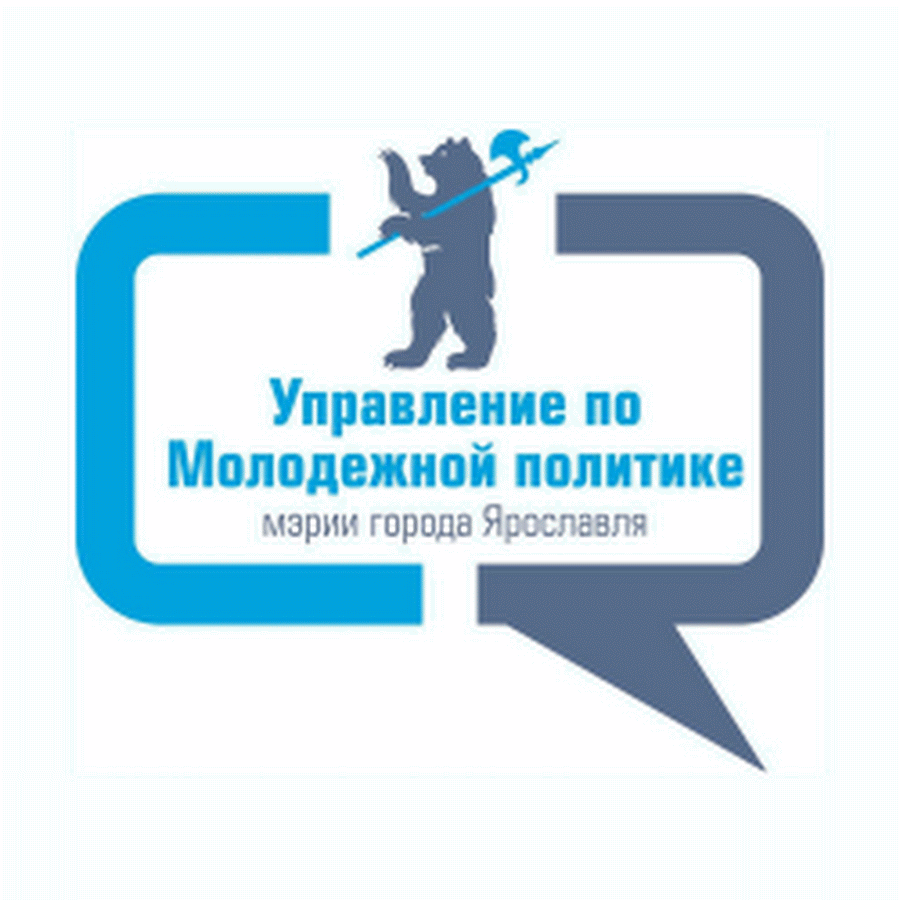 Управление по
Молодежной политике
мэрии города Ярославля